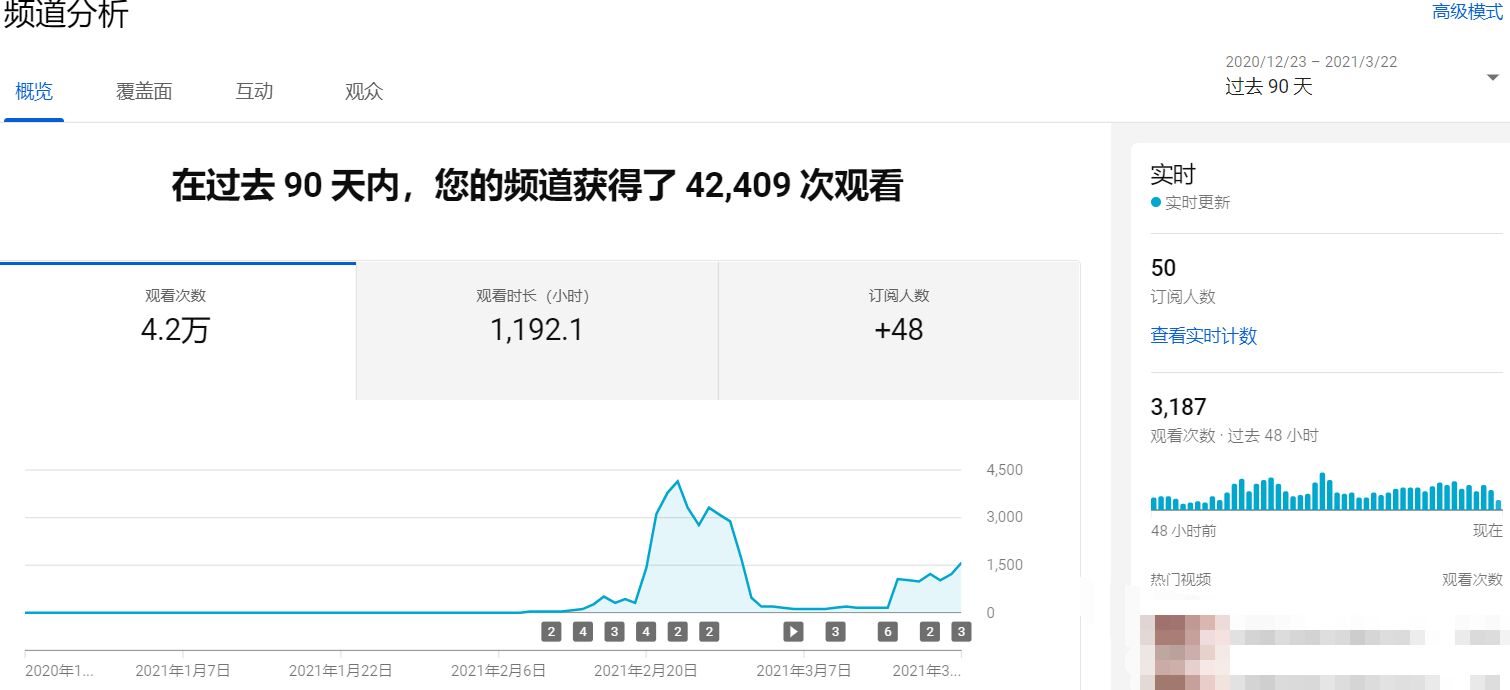 频道分析
高级模式
概览 覆盖面 互动 观众
2020/12/23 – 2021/3/22
过去 90 天
在过去 90 天内，您的频道获得了 42,409 次观看
观看次数
4.2万
观看时长（小时）
1,192.1
订阅人数
+48
4,500
3,000
1,500
0
2 4 3 4 2 2 3 6 2 3
2020年1... 2021年1月7日 2021年1月22日 2021年2月6日 2021年2月20日 2021年3月7日 2021年3...
实时
实时更新
50
订阅人数
查看实时计数
3,187
观看次数 · 过去 48 小时
48 小时前 现在
热门视频 观看次数